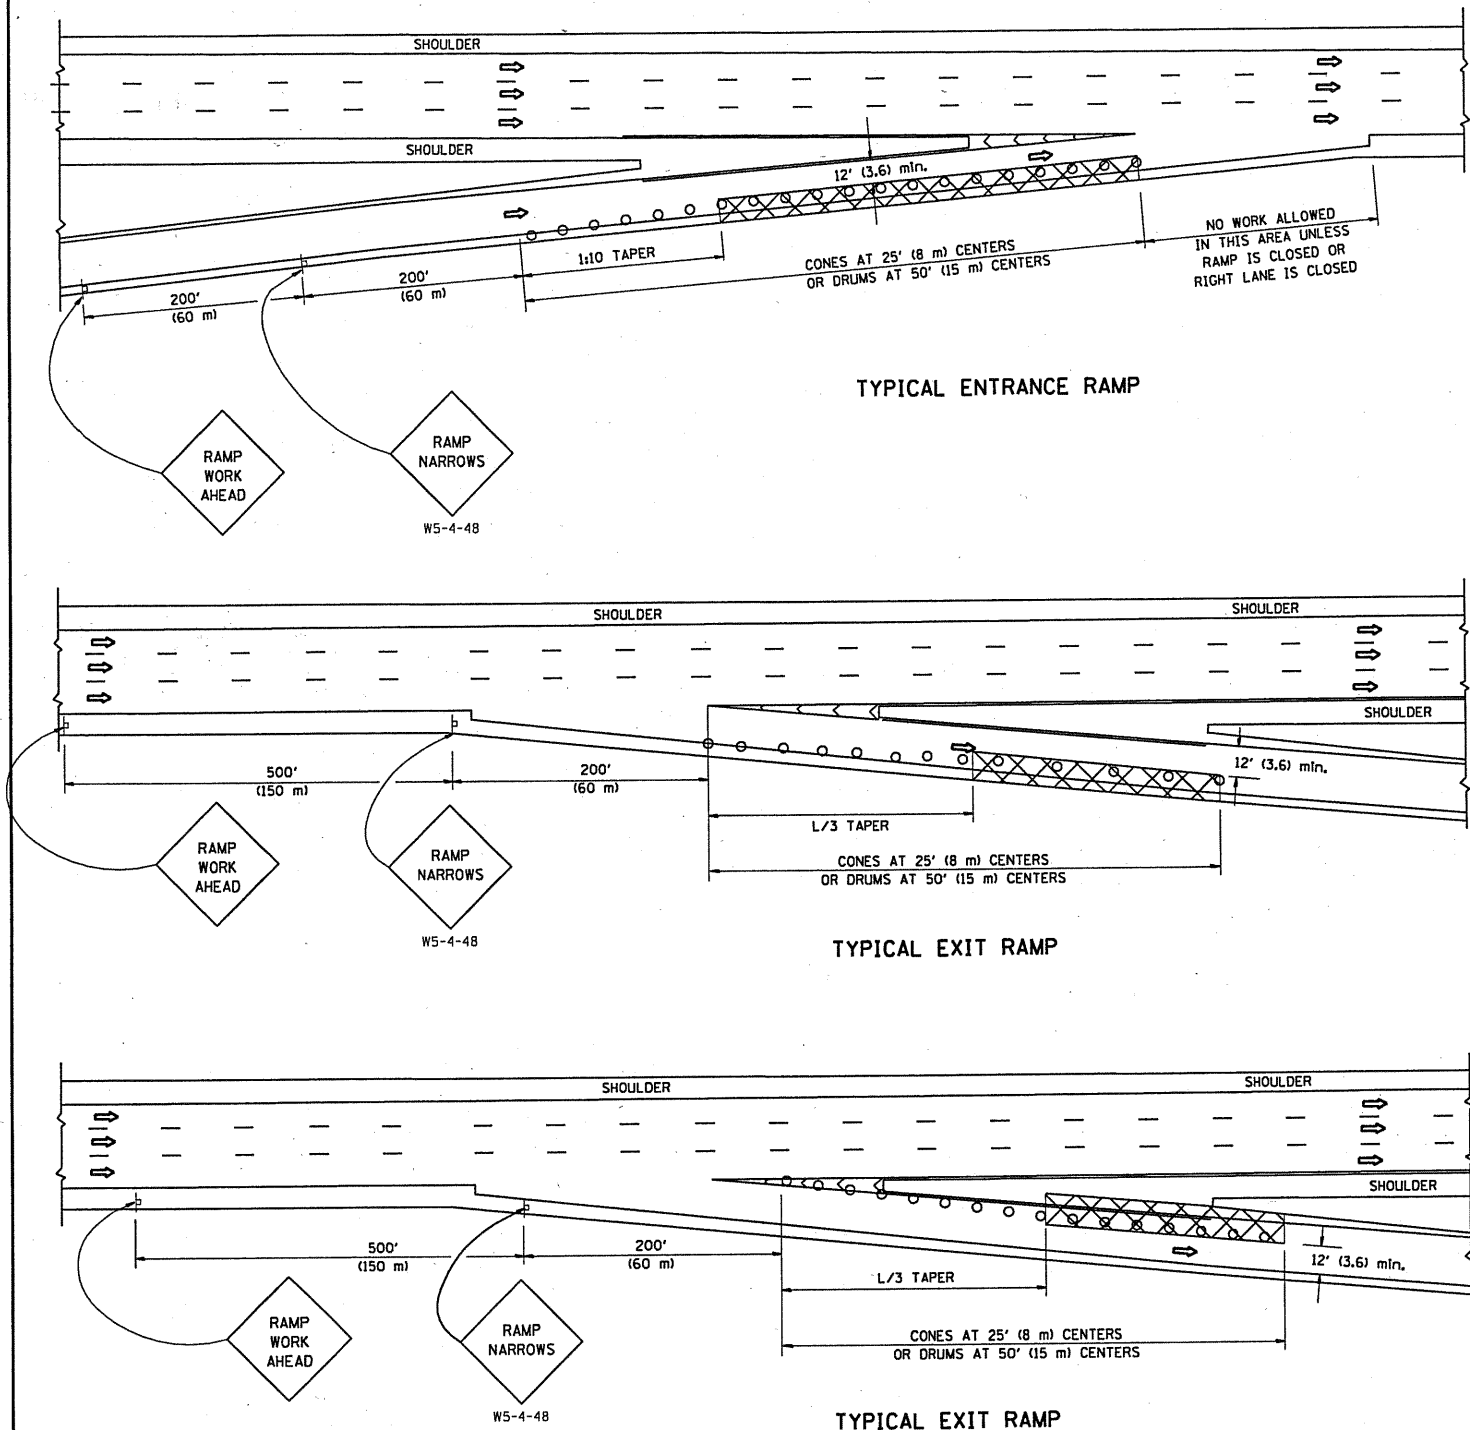 SHOULDER
SHOULDER
12' (3.6) min.
1:10 TAPER
CONES AT 25' (8 m) CENTERS
OR DRUMS AT 50' (15 m) CENTERS
NO WORK ALLOWED
IN THIS AREA UNLESS
RAMP IS CLOSED OR
RIGHT LANE IS CLOSED
200'
(60 m)
200'
(60 m)
TYPICAL ENTRANCE RAMP
RAMP
WORK
AHEAD
RAMP
NARROWS
W5-4-48
SHOULDER
SHOULDER
SHOULDER
12' (3.6) min.
500'
(150 m)
200'
(60 m)
L/3 TAPER
CONES AT 25' (8 m) CENTERS
OR DRUMS AT 50' (15 m) CENTERS
RAMP
WORK
AHEAD
RAMP
NARROWS
W5-4-48
TYPICAL EXIT RAMP
SHOULDER
SHOULDER
SHOULDER
500'
(150 m)
200'
(60 m)
12' (3.6) min.
L/3 TAPER
CONES AT 25' (8 m) CENTERS
OR DRUMS AT 50' (15 m) CENTERS
RAMP
WORK
AHEAD
RAMP
NARROWS
W5-4-48
TYPICAL EXIT RAMP